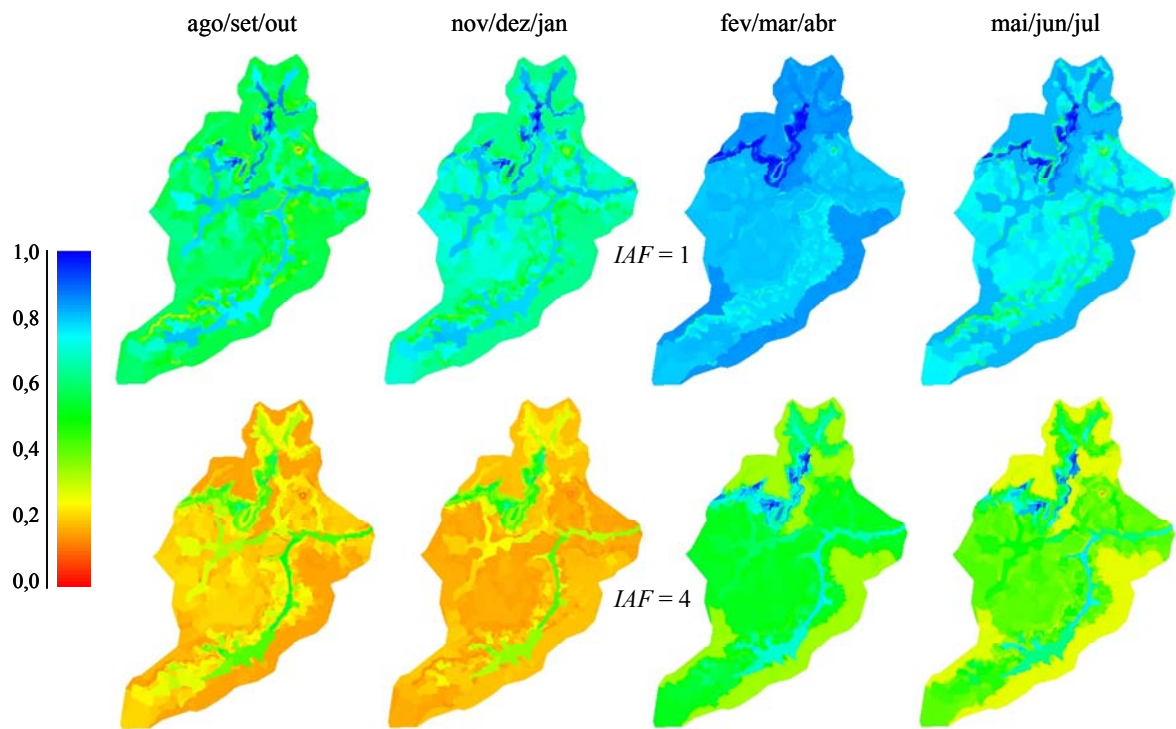 ago/set/out
nov/dez/jan
fev/mar/abr
mai/jun/jul
1,0
0,8
0,6
0,4
0,2
0,0
IAF = 1
IAF = 4